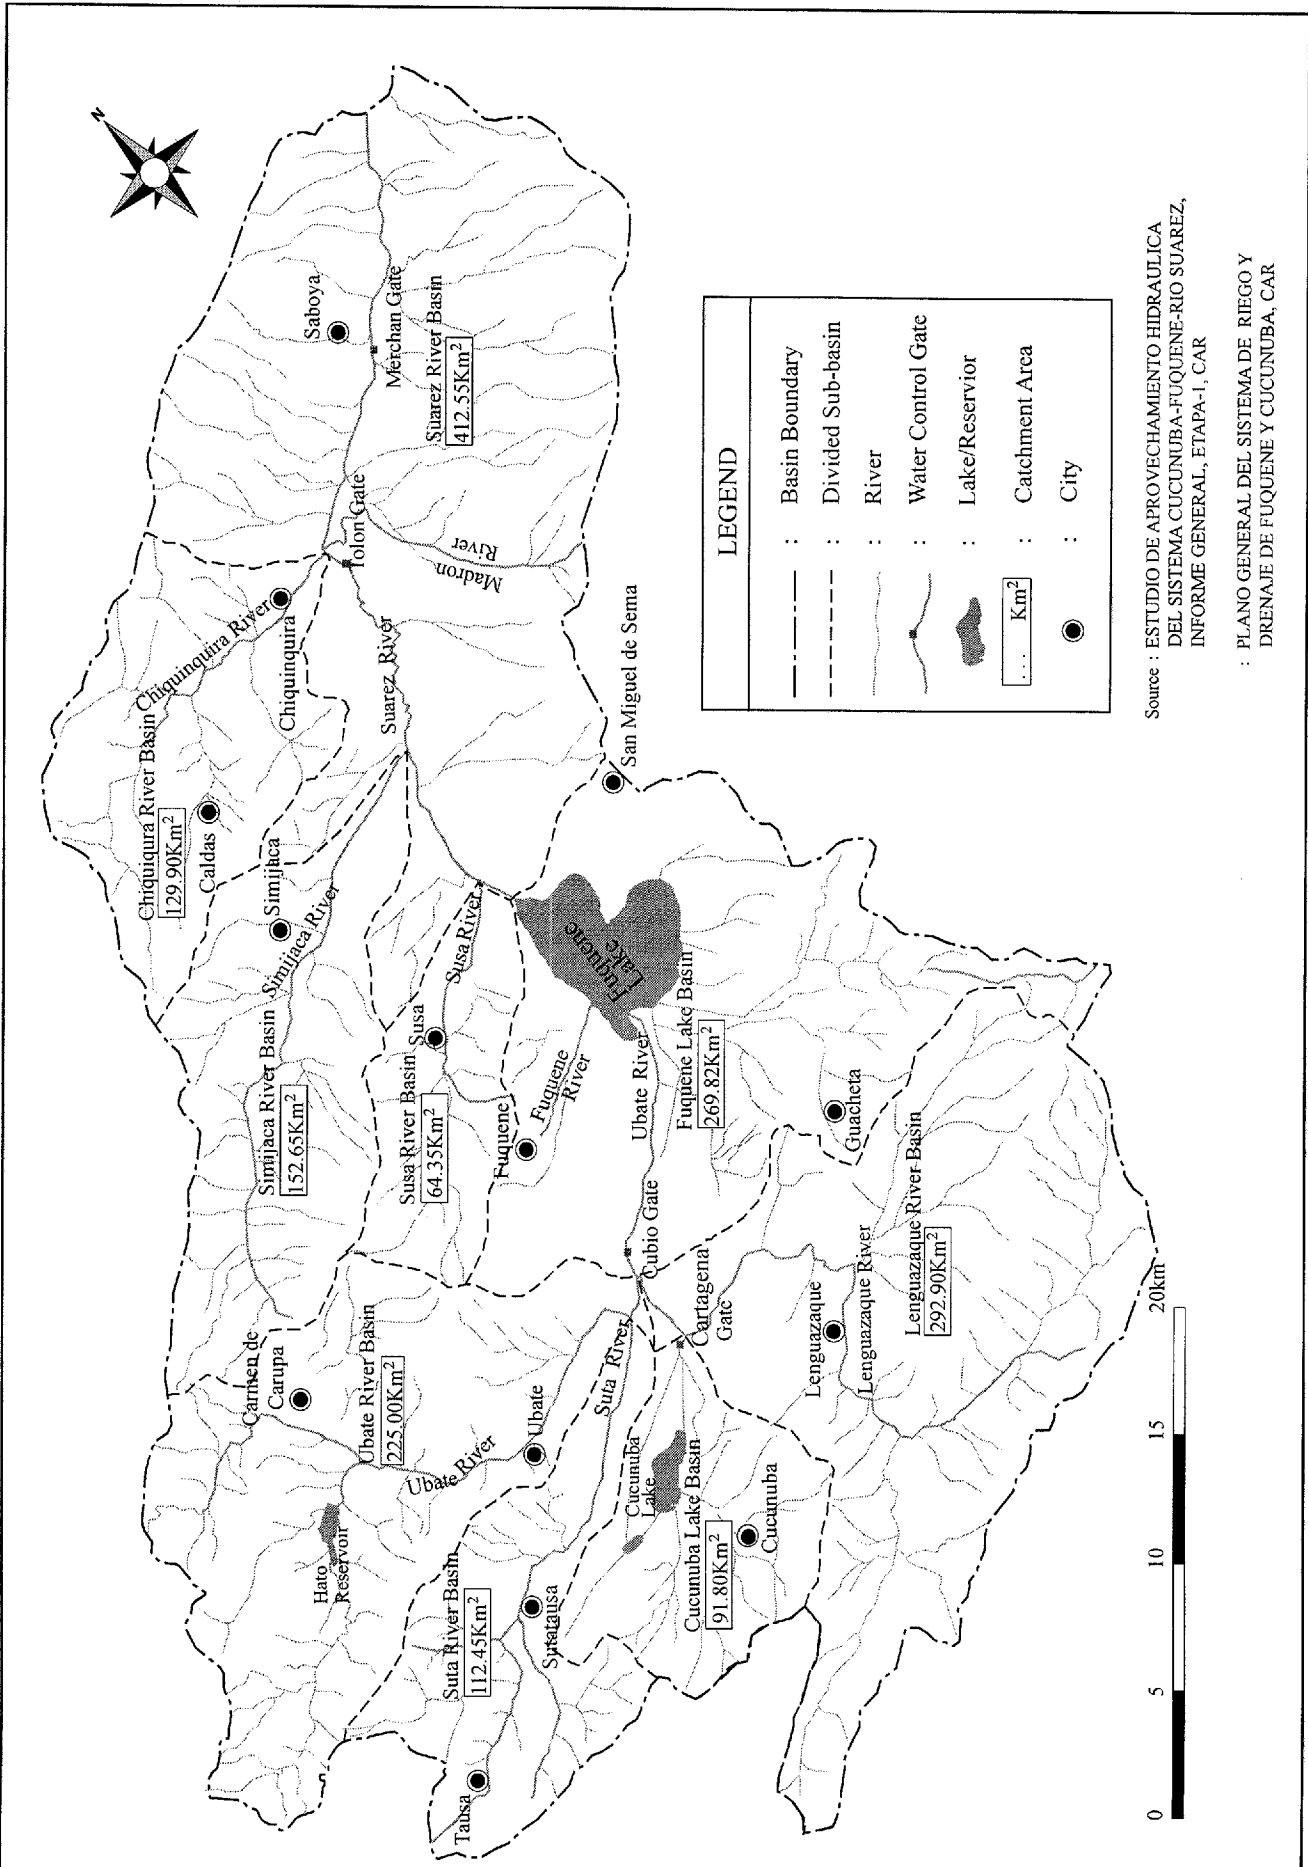 N
Saboya
Merchan Gate
Suarez River Basin
412.55Km²
Tolon Gate
Madron
River
Chiquinquira River
Chiquinquira
Suarez River
San Miguel de Sema
Chiquiqura River Basin
129.90Km²
Caldas
Simijaca
Simijaca River
Simijaca River Basin
152.65Km²
Susa River
Susa
Susa River Basin
64.35Km²
Fuquene
Lake
Fuquene
River
Fuquene
Ubate River
Fuquene Lake Basin
269.82Km²
Guacheta
Cubio Gate
Cartagena
Gate
Lenguazaque
Lenguazaque River
Lenguazaque River Basin
292.90Km²
Carmen de
Carupa
Ubate River Basin
225.00Km²
Ubate River
Ubate
Suta River
Hato
Reservoir
Cucunuba
Lake
Cucunuba Lake Basin
91.80Km²
Cucunuba
Suta River Basin
112.45Km²
Sutatausa
Tausa
LEGEND
: Basin Boundary
: Divided Sub-basin
: River
: Water Control Gate
: Lake/Reservior
.... Km² : Catchment Area
: City
Source : ESTUDIO DE APROVECHAMIENTO HIDRAULICA
DEL SISTEMA CUCUNUBA-FUQUENE-RIO SUAREZ,
INFORME GENERAL, ETAPA-1, CAR
: PLANO GENERAL DEL SISTEMA DE RIEGO Y
DRENAJE DE FUQUENE Y CUCUNUBA, CAR
0 5 10 15 20km